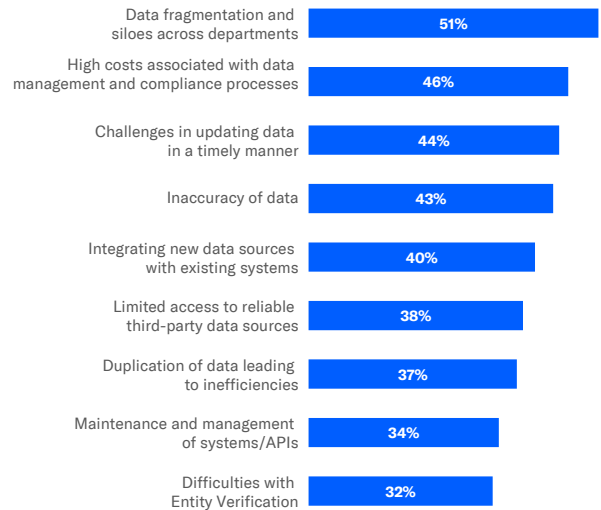 Data fragmentation and
siloes across departments
51%
High costs associated with data
management and compliance processes
46%
Challenges in updating data
in a timely manner
44%
Inaccuracy of data
43%
Integrating new data sources
with existing systems
40%
Limited access to reliable
third-party data sources
38%
Duplication of data leading
to inefficiencies
37%
Maintenance and management
of systems/APIs
34%
Difficulties with
Entity Verification
32%